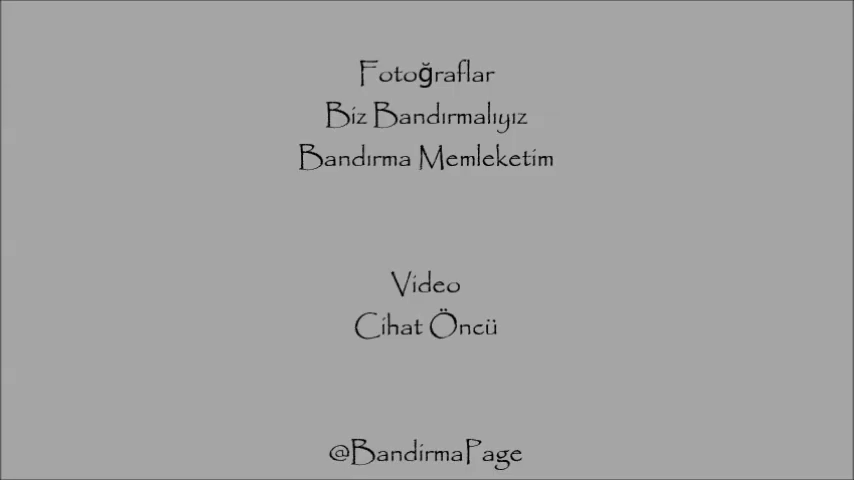 Fotoğraflar
Biz Bandırmalıyız
Bandırma Memleketim
Video
Cihat Öncü
@BandirmaPage